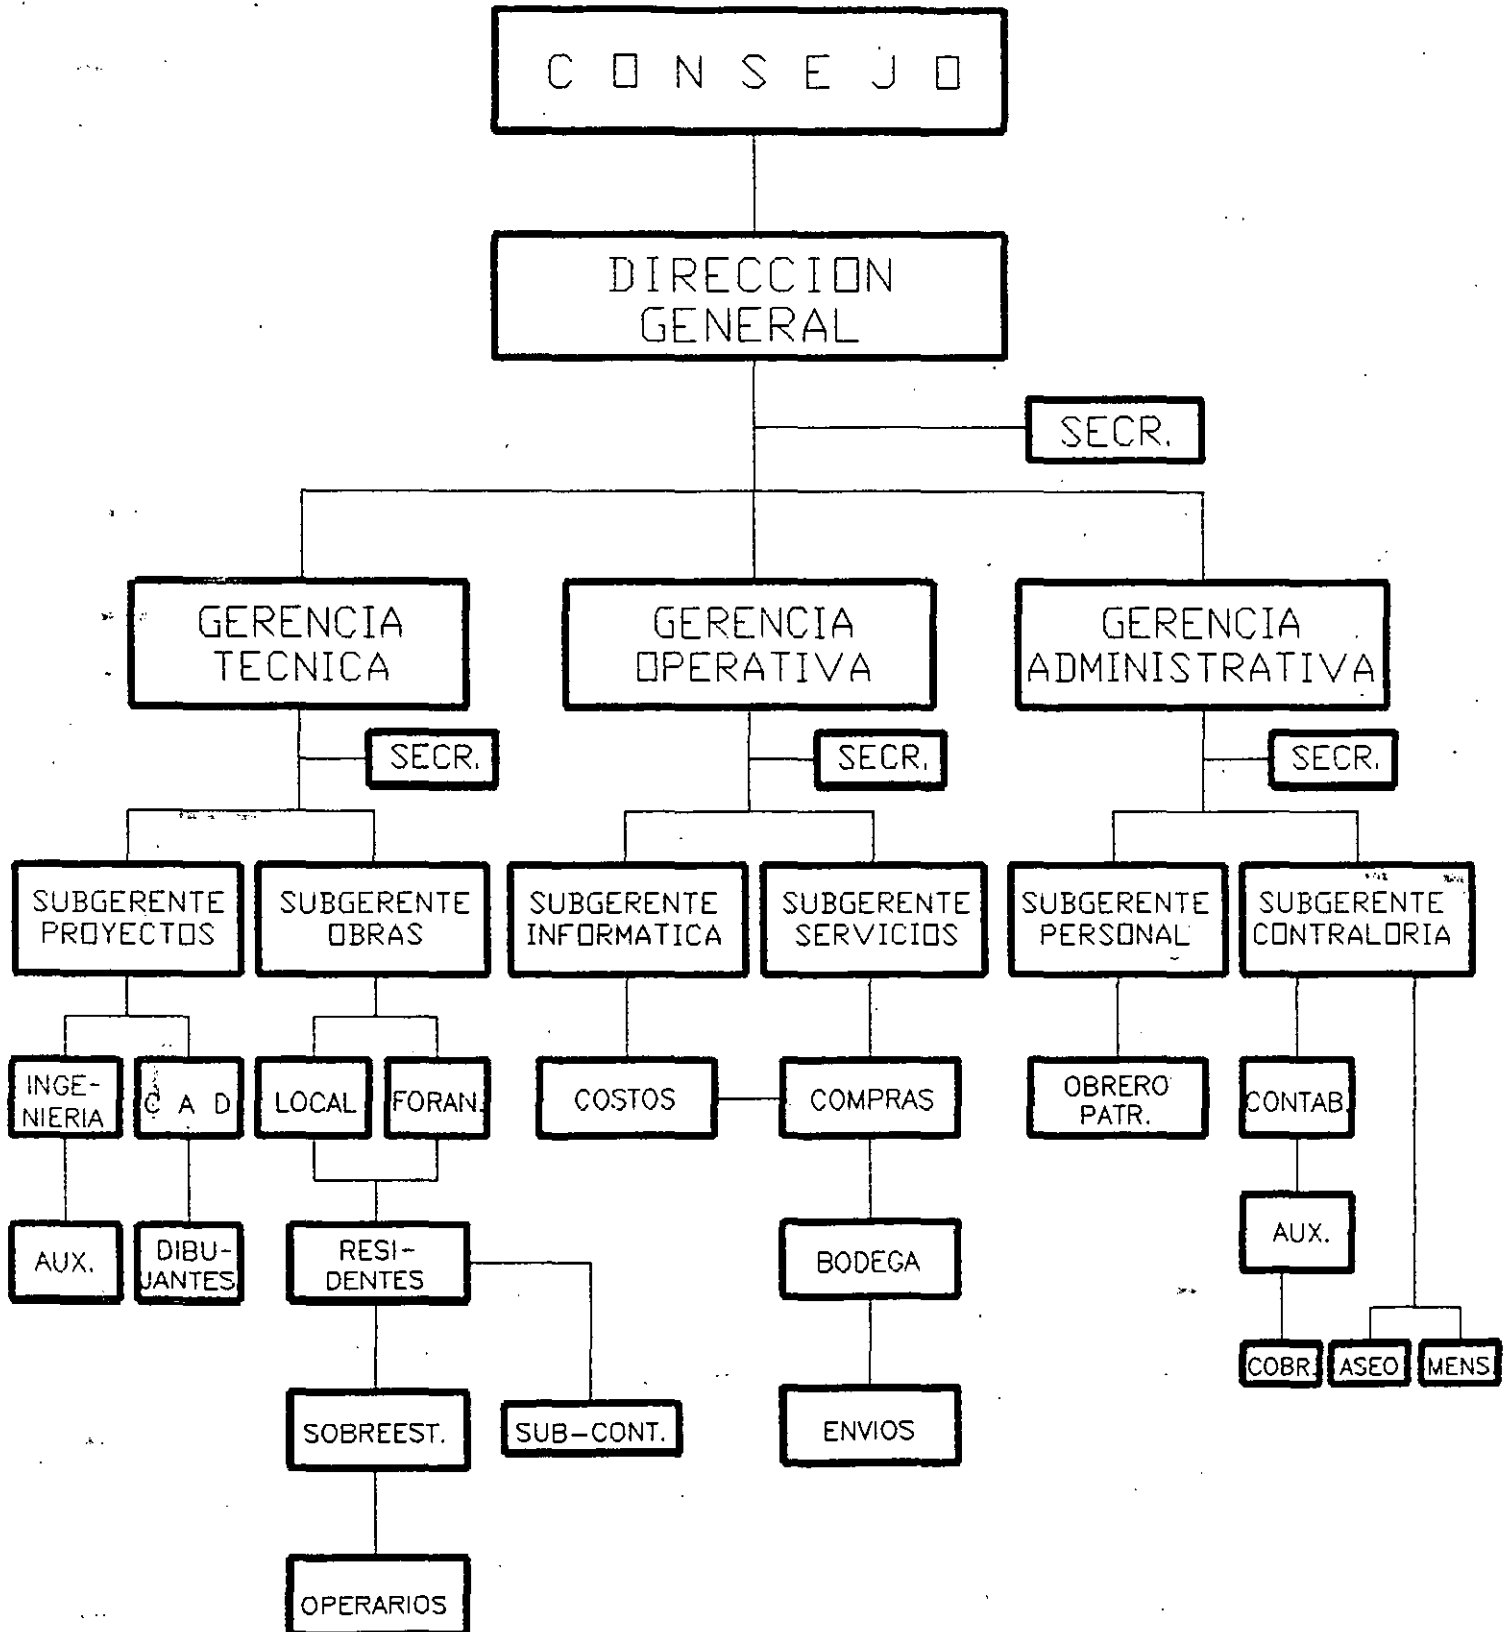 C O N S E J O
DIRECCION
GENERAL
SECR.
GERENCIA
TECNICA
GERENCIA
OPERATIVA
GERENCIA
ADMINISTRATIVA
SECR.
SECR.
SECR.
SUBGERENTE
PROYECTOS
SUBGERENTE
OBRAS
SUBGERENTE
INFORMATICA
SUBGERENTE
SERVICIOS
SUBGERENTE
PERSONAL
SUBGERENTE
CONTRALORIA
INGE-
NIERIA
C A D
LOCAL
FORAN.
COSTOS
COMPRAS
OBRERO
PATR.
CONTAB.
AUX.
DIBU-
JANTES
RESI-
DENTES
BODEGA
AUX.
COBR.
ASEO
MENS.
SOBREEST.
SUB-CONT.
ENVIOS
OPERARIOS